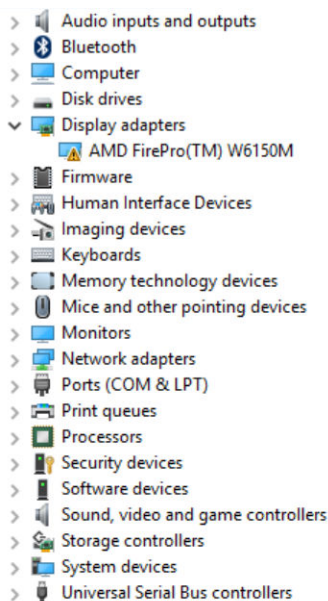 Audio inputs and outputs
Bluetooth
Computer
Disk drives
Display adapters
AMD FirePro(TM) W6150M
Firmware
Human Interface Devices
Imaging devices
Keyboards
Memory technology devices
Mice and other pointing devices
Monitors
Network adapters
Ports (COM & LPT)
Print queues
Processors
Security devices
Software devices
Sound, video and game controllers
Storage controllers
System devices
Universal Serial Bus controllers